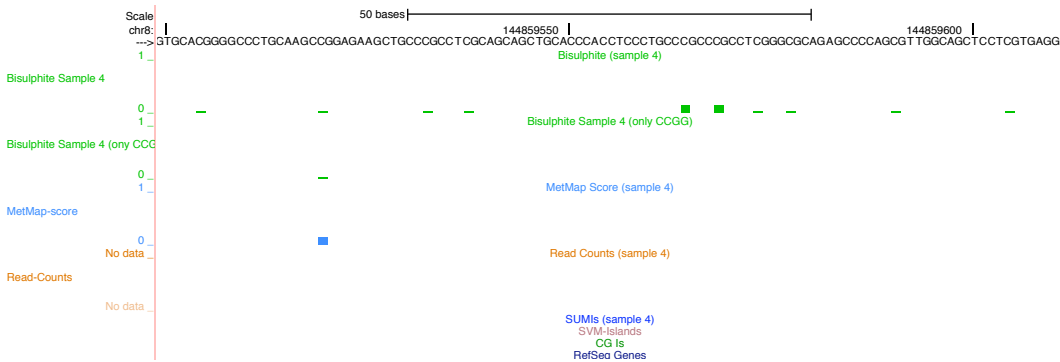 Scale 50 bases
chr8: 144859550 144859600
---> GTGCACGGGGCCCTGCAAGCCGGAGAAGCTGCCCGCCTCGCAGCAGCTGCACCCACCTCCCTGCCCGCCCGCCTCGGGCGCAGAGCCCCAGCGTTGGCAGCTCCTCGTGAGG
1 _ Bisulphite (sample 4)
Bisulphite Sample 4
0 _
1 _ Bisulphite Sample 4 (only CCGG)
Bisulphite Sample 4 (ony CCG
0 _
1 _ MetMap Score (sample 4)
MetMap-score
0 _
No data _ Read Counts (sample 4)
Read-Counts
No data _
SUMIs (sample 4)
SVM-Islands
CG Is
RefSeq Genes